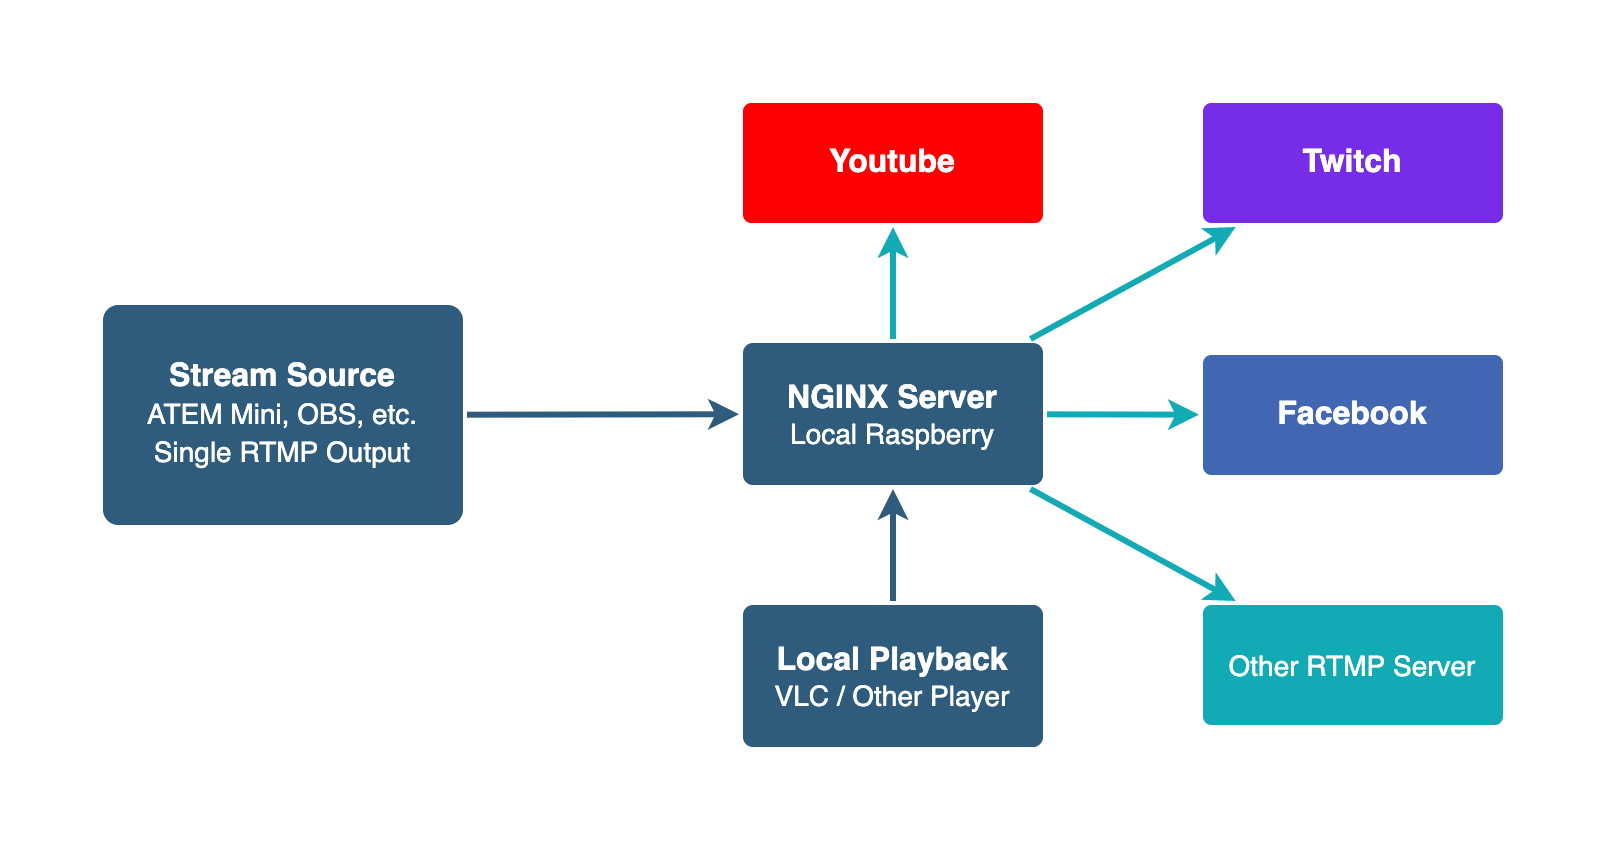 Youtube
Twitch
Stream Source
ATEM Mini, OBS, etc.
Single RTMP Output
NGINX Server
Local Raspberry
Facebook
Local Playback
VLC / Other Player
Other RTMP Server